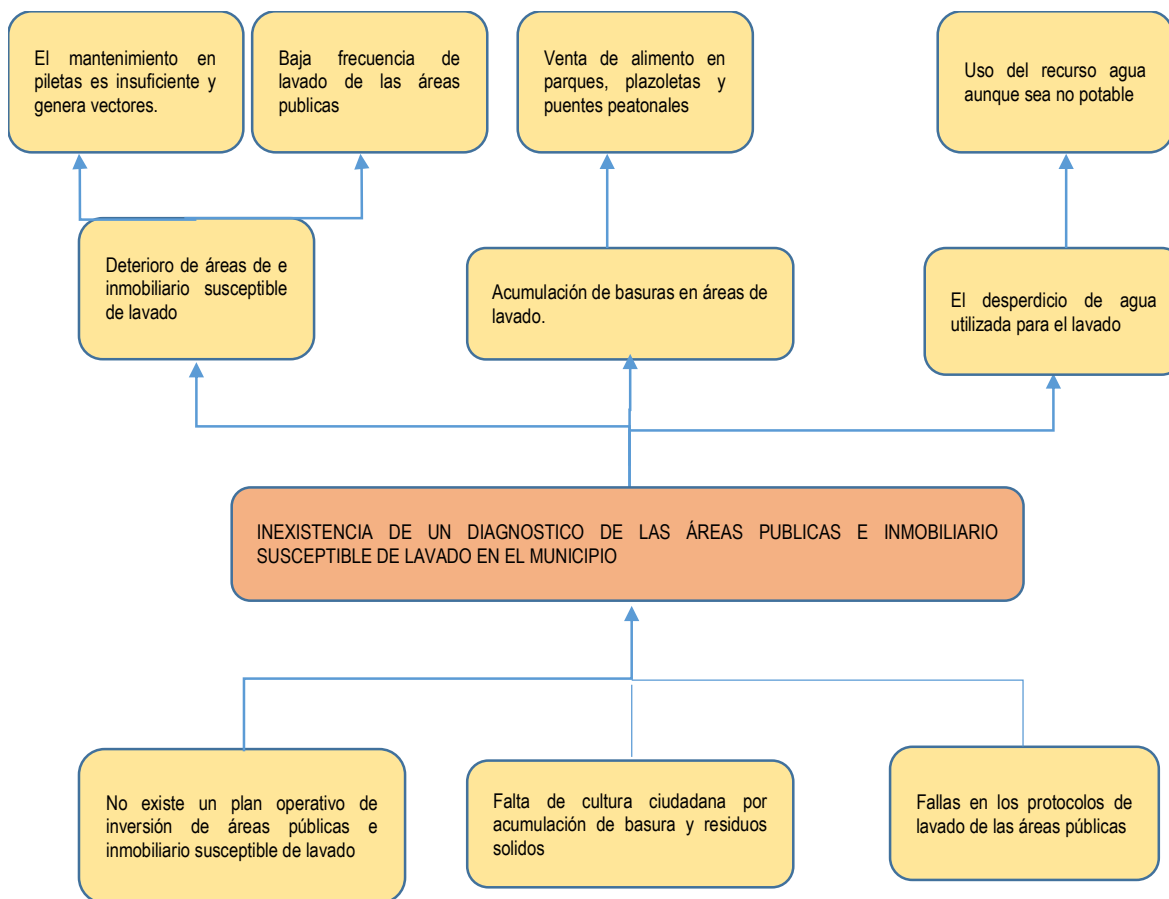 El mantenimiento en
piletas es insuficiente y
genera vectores.
Baja frecuencia de
lavado de las áreas
publicas
Venta de alimento en
parques, plazoletas y
puentes peatonales
Uso del recurso agua
aunque sea no potable
Deterioro de áreas de e
inmobiliario susceptible
de lavado
Acumulación de basuras en áreas de
lavado.
El desperdicio de agua
utilizada para el lavado
INEXISTENCIA DE UN DIAGNOSTICO DE LAS ÁREAS PUBLICAS E INMOBILIARIO
SUSCEPTIBLE DE LAVADO EN EL MUNICIPIO
No existe un plan operativo de
inversión de áreas públicas e
inmobiliario susceptible de lavado
Falta de cultura ciudadana por
acumulación de basura y residuos
solidos
Fallas en los protocolos de
lavado de las áreas públicas